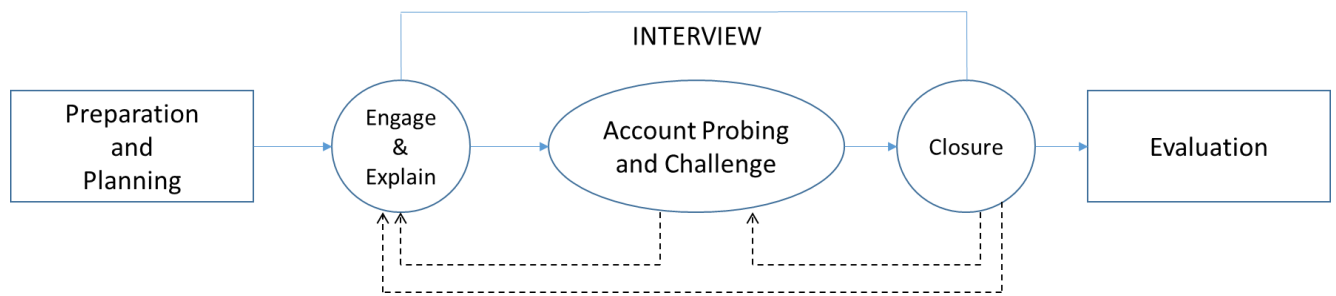 INTERVIEW
Preparation
and
Planning
Engage
&
Explain
Account Probing
and Challenge
Closure
Evaluation